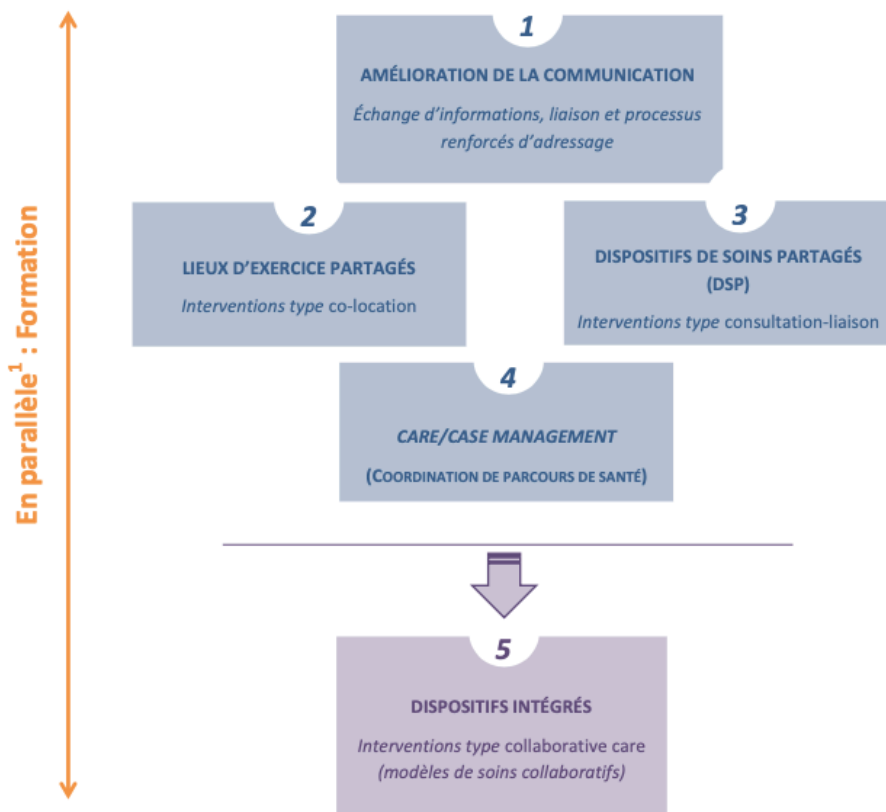 En parallèle¹ : Formation
1
AMÉLIORATION DE LA COMMUNICATION
Échange d’informations, liaison et processus
renforcés d’adressage
2
LIEUX D’EXERCICE PARTAGÉS
Interventions type co-location
3
DISPOSITIFS DE SOINS PARTAGÉS
(DSP)
Interventions type consultation-liaison
4
CARE/CASE MANAGEMENT
(COORDINATION DE PARCOURS DE SANTÉ)
5
DISPOSITIFS INTÉGRÉS
Interventions type collaborative care
(modèles de soins collaboratifs)